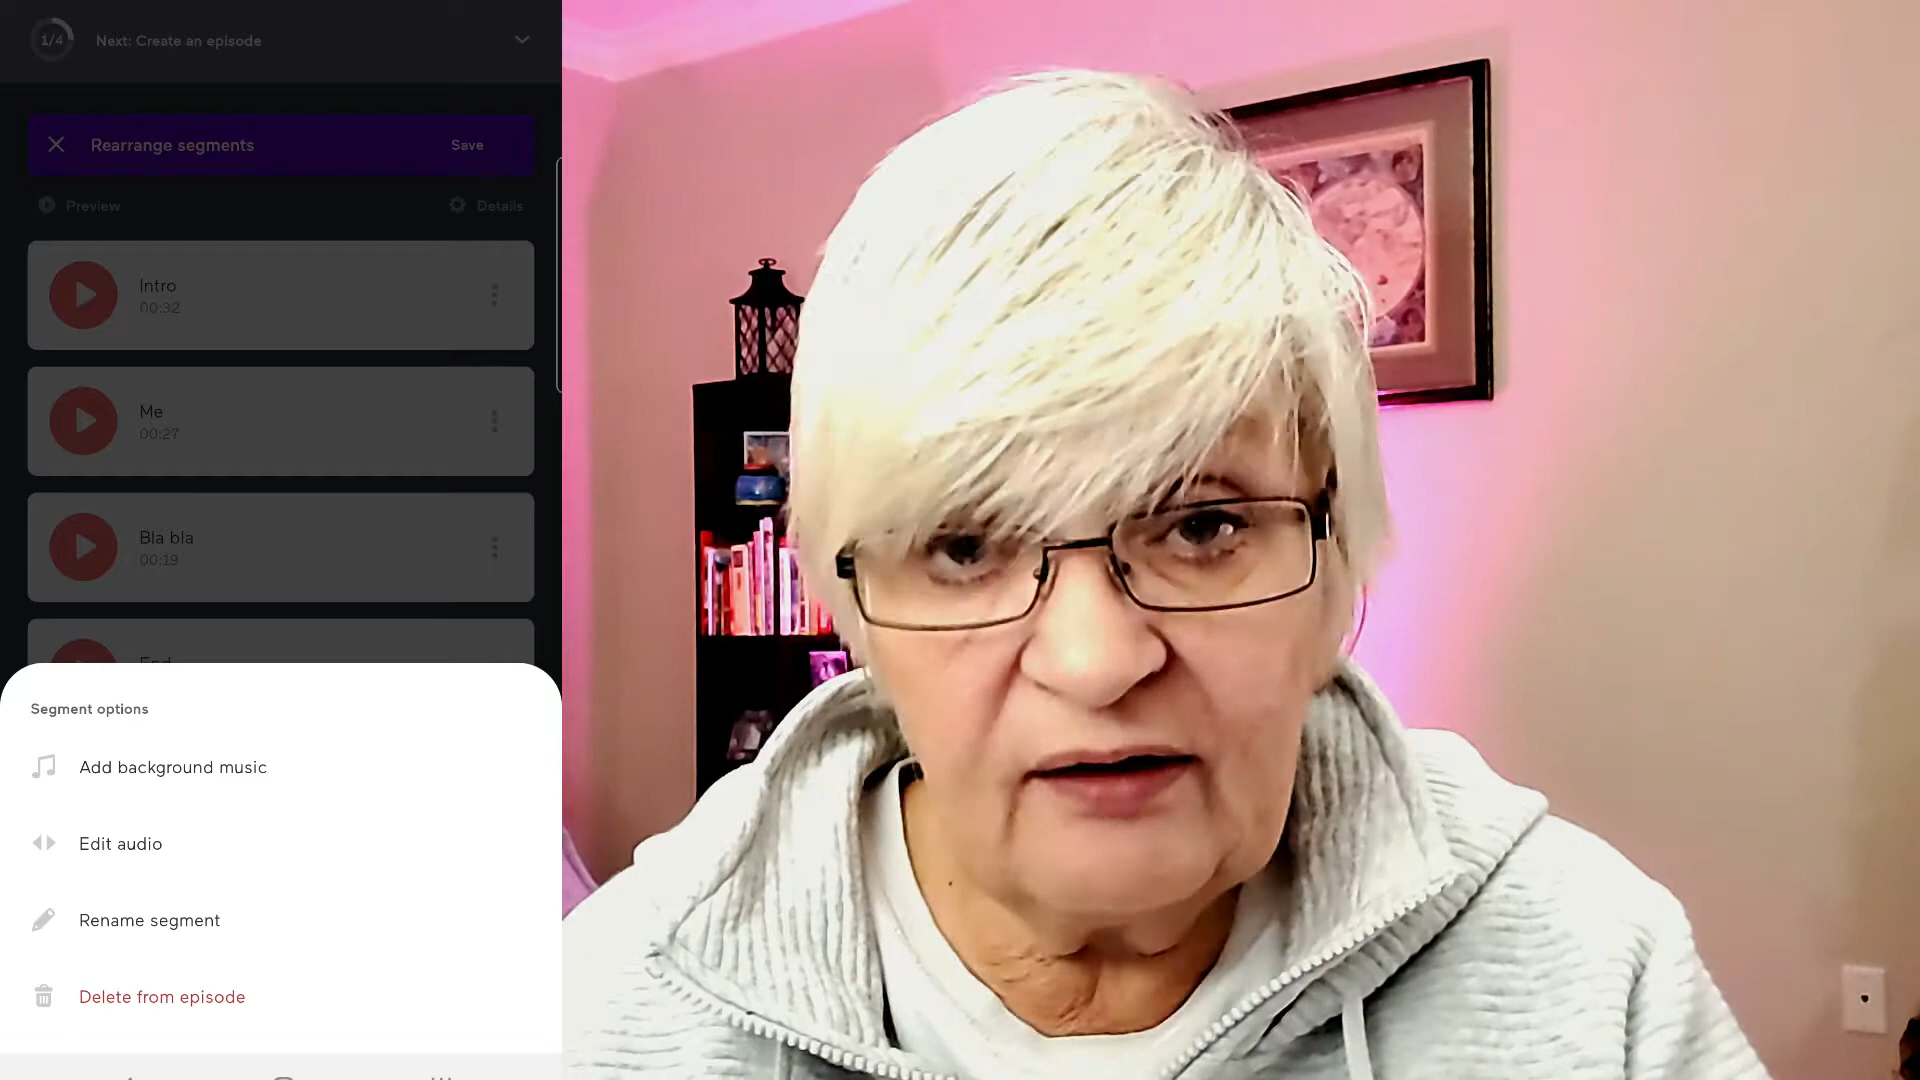 1/4
Next: Create an episode
Rearrange segments
Save
Preview
Details
Intro
00:32
Me
00:27
Bla bla
00:19
End
Segment options
Add background music
Edit audio
Rename segment
Delete from episode